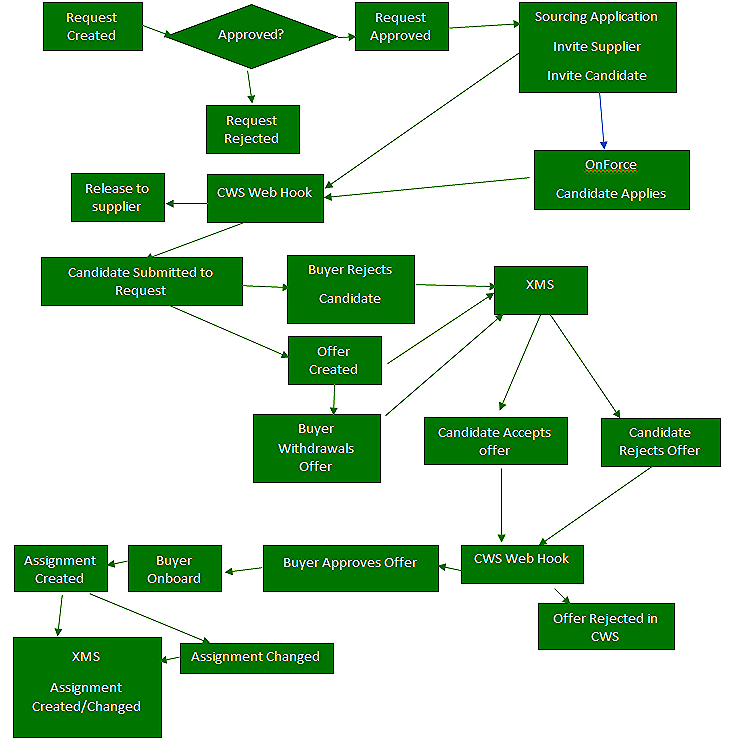 Request
Created
Approved?
Request
Approved
Sourcing Application
Invite Supplier
Invite Candidate
Request
Rejected
OnForce
Candidate Applies
Release to
supplier
CWS Web Hook
Candidate Submitted to
Request
Buyer Rejects
Candidate
XMS
Offer
Created
Buyer
Withdrawals
Offer
Candidate Accepts
offer
Candidate
Rejects Offer
Assignment
Created
Buyer
Onboard
Buyer Approves Offer
CWS Web Hook
Offer Rejected in
CWS
XMS
Assignment
Created/Changed
Assignment Changed